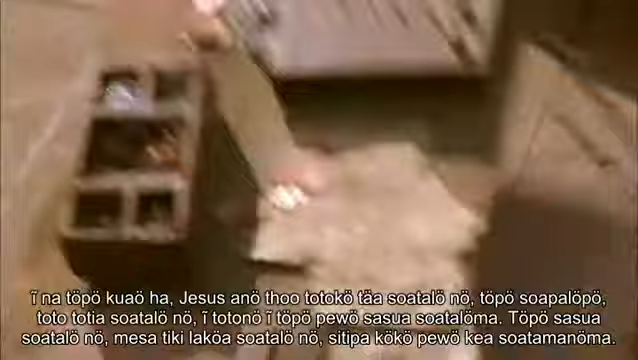 ĩ na töpö kuaö ha, Jesus anö thoo totokö täa soatalö nö, töpö soapalöpö,
toto totia soatalö nö, ĩ totonö ĩ töpö pewö sasua soatalöma. Töpö sasua
soatalö nö, mesa tiki laköa soatalö nö, sitipa kökö pewö kea soatamanöma.